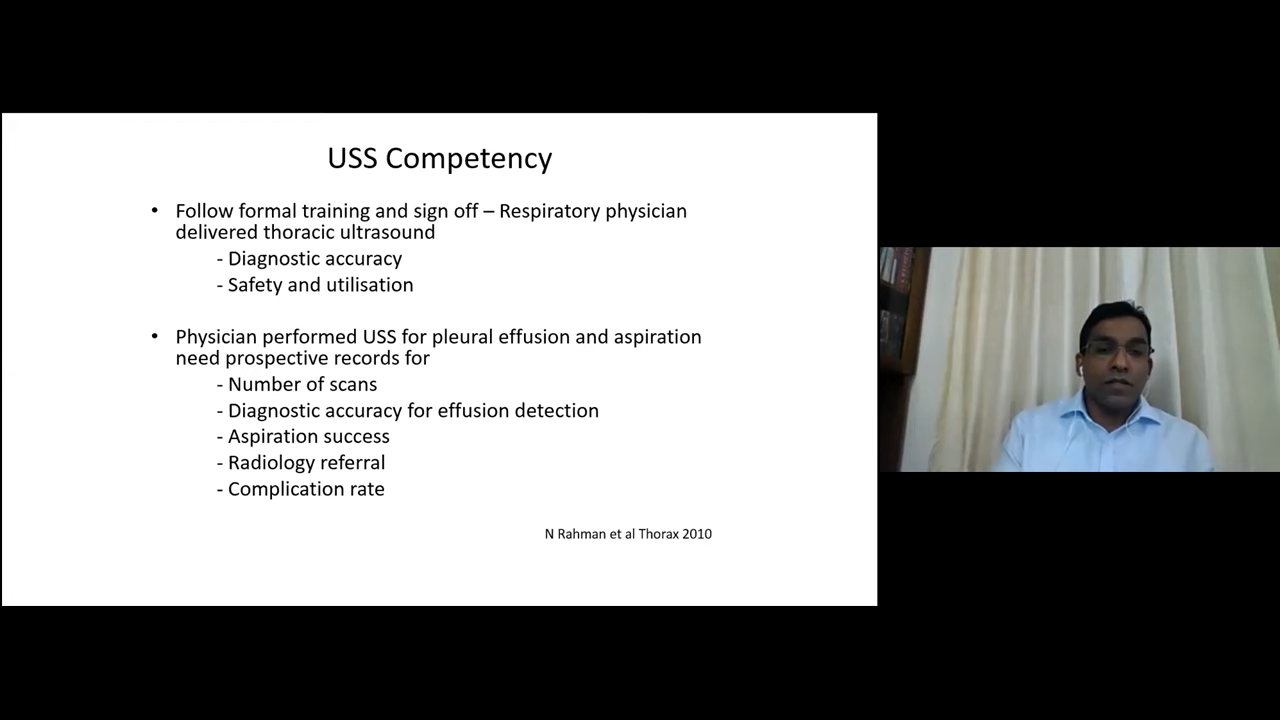 USS Competency
• Follow formal training and sign off – Respiratory physician
delivered thoracic ultrasound
- Diagnostic accuracy
- Safety and utilisation
• Physician performed USS for pleural effusion and aspiration
need prospective records for
- Number of scans
- Diagnostic accuracy for effusion detection
- Aspiration success
- Radiology referral
- Complication rate
N Rahman et al Thorax 2010